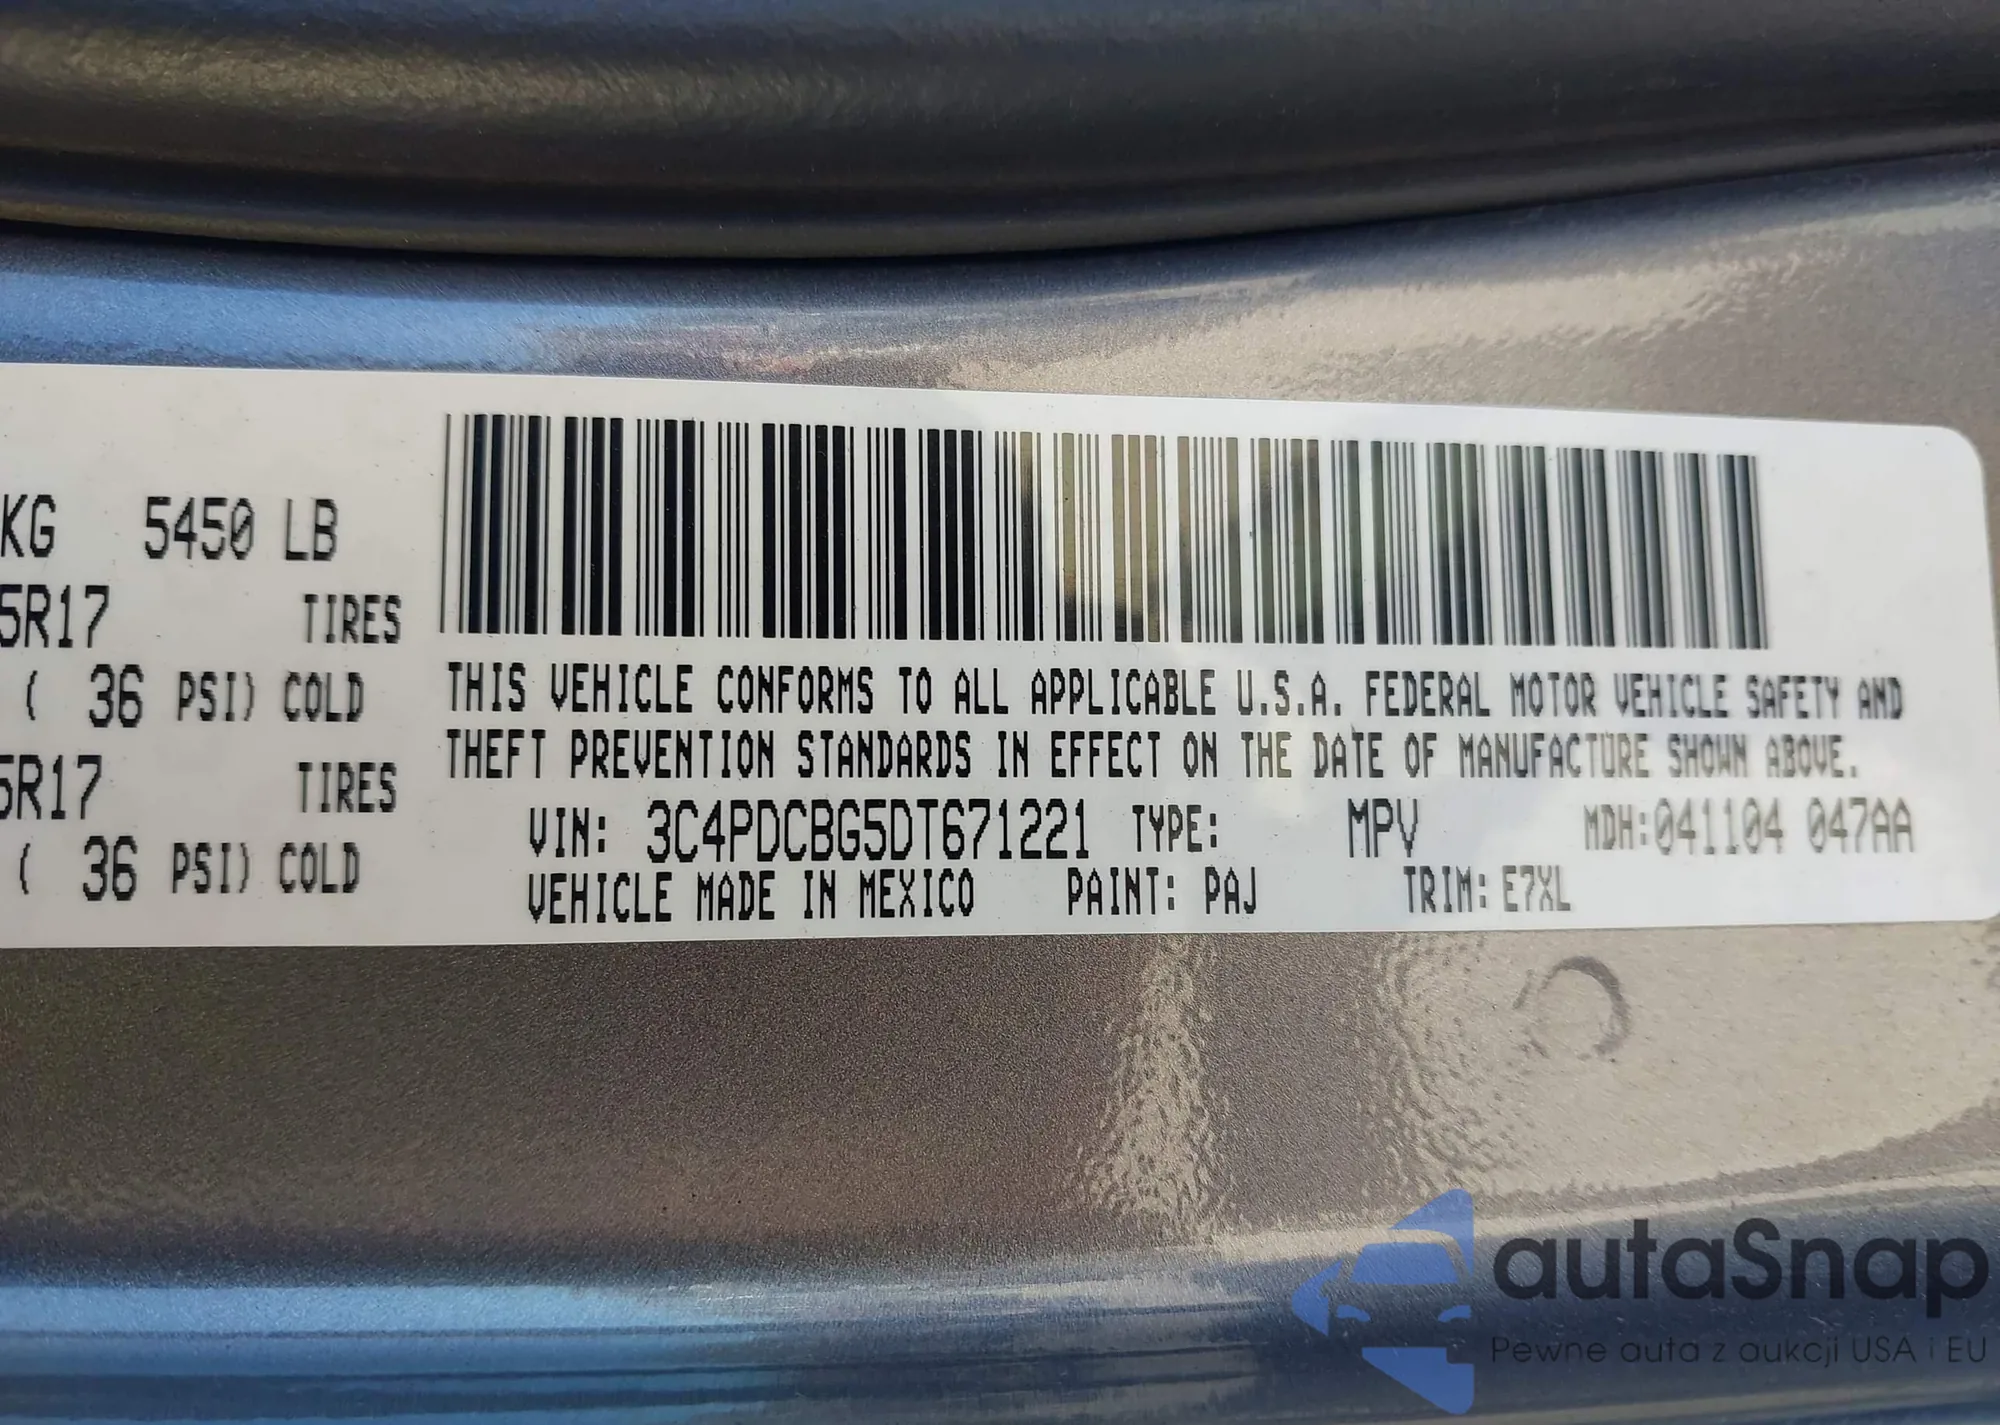 KG 5450 LB
5R17 TIRES
( 36 PSI) COLD
5R17 TIRES
( 36 PSI) COLD
THIS VEHICLE CONFORMS TO ALL APPLICABLE U.S.A. FEDERAL MOTOR VEHICLE SAFETY AND
THEFT PREVENTION STANDARDS IN EFFECT ON THE DATE OF MANUFACTURE SHOWN ABOVE.
VIN: 3C4PDCBG5DT671221 TYPE: MPV MDH:041104 047AA
VEHICLE MADE IN MEXICO PAINT: PAJ TRIM: E7XL
autaSnap
Pewne auta z aukcji USA i EU